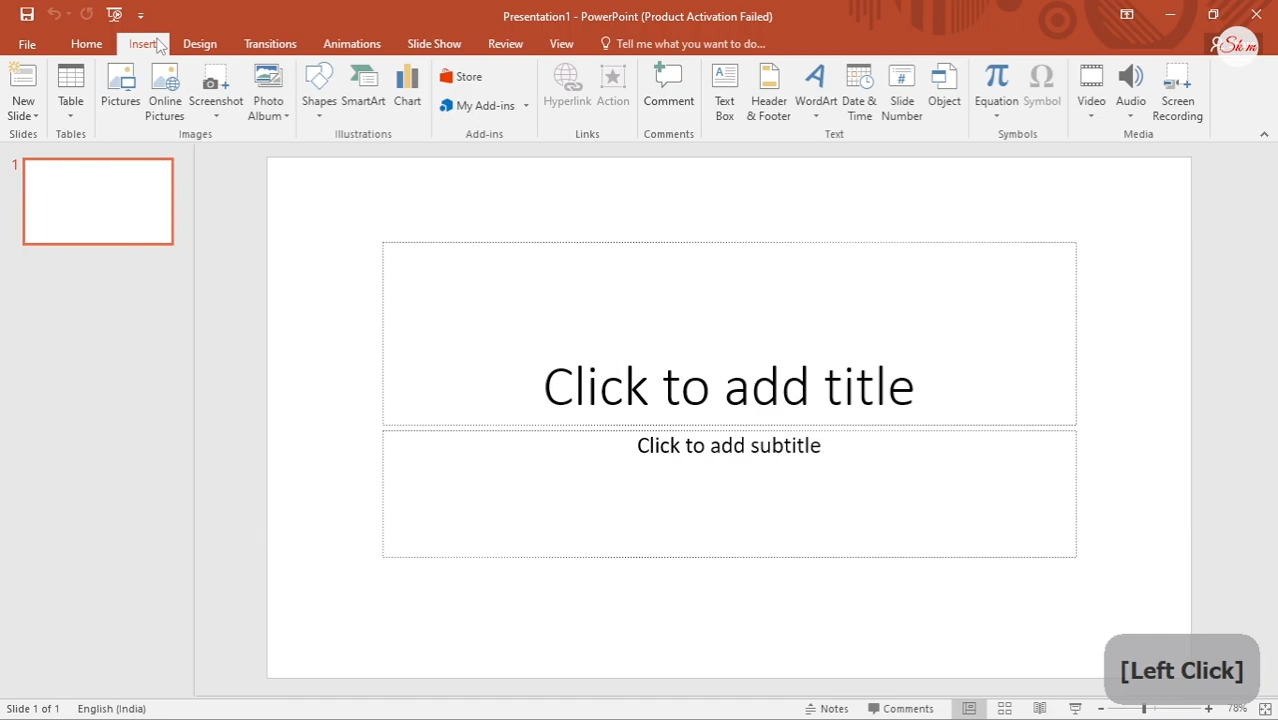 Presentation1 - PowerPoint (Product Activation Failed)
File Home Insert Design Transitions Animations Slide Show Review View Tell me what you want to do...
New Slide
Table
Pictures
Online Pictures
Screenshot
Photo Album
Shapes
SmartArt
Chart
Store
My Add-ins
Hyperlink
Action
Comment
Text Box
Header & Footer
WordArt
Date & Time
Slide Number
Object
Equation
Symbol
Video
Audio
Screen Recording
Slides Tables Images Illustrations Add-ins Links Comments Text Symbols Media
1
Click to add title
Click to add subtitle
[Left Click]
Slide 1 of 1 English (India) Notes Comments 78%